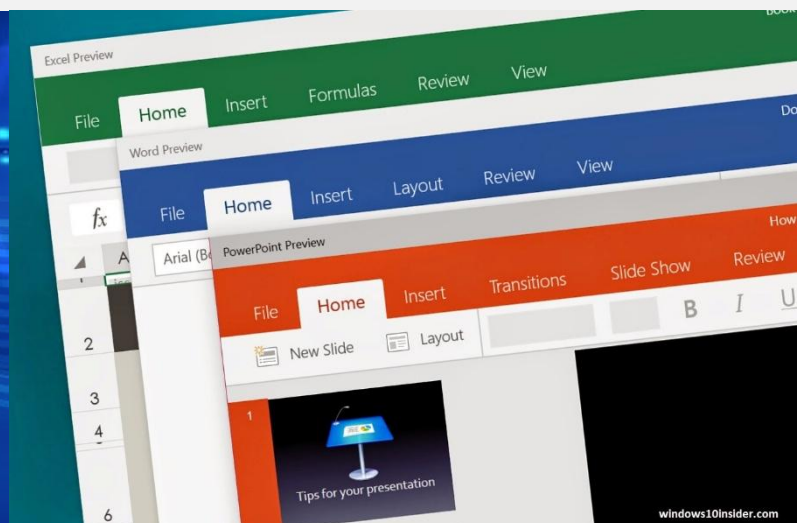 Excel Preview
File Home Insert Formulas Review View
Word Preview
File Home Insert Layout Review View
fx
Arial
PowerPoint Preview
File Home Insert Transitions Slide Show Review
New Slide Layout B I U
A
2
3
4
6
1
Tips for your presentation
How
windows10insider.com